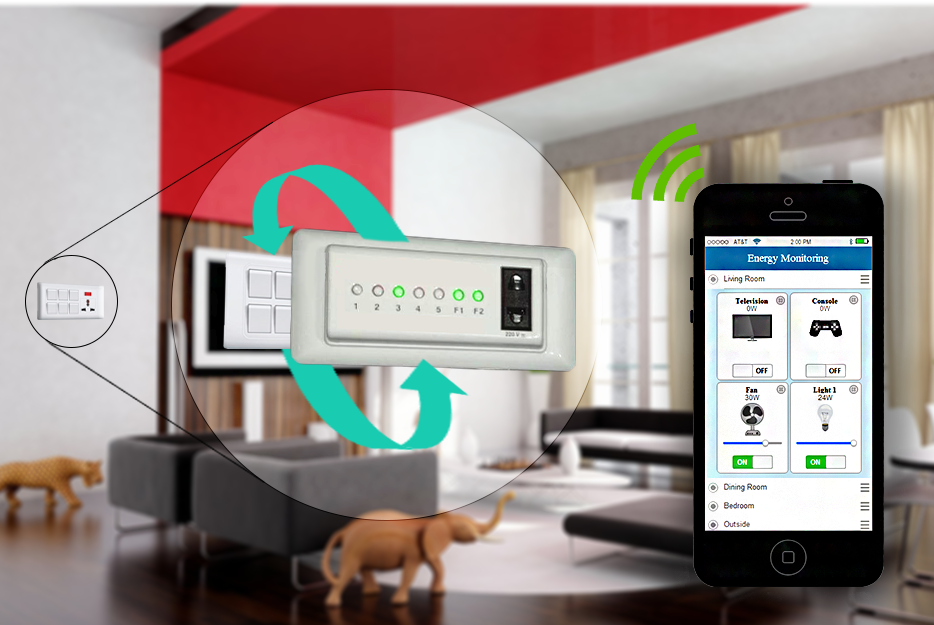 1 2 3 4 5 F1 F2
AT&T 2:00 PM
Energy Monitoring
Living Room
Television
0W
OFF
Console
0W
OFF
Fan
30W
ON
Light 1
24W
ON
Dining Room
Bedroom
Outside